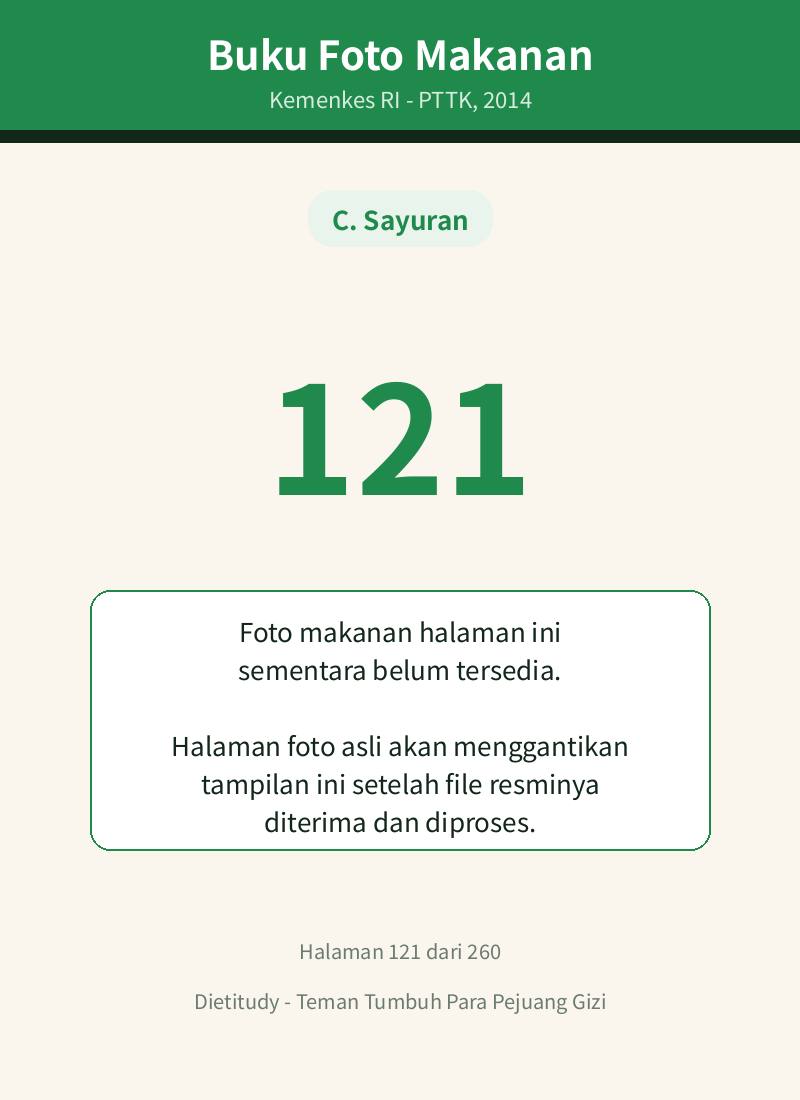 Buku Foto Makanan
Kemenkes RI - PTTK, 2014
C. Sayuran
121
Foto makanan halaman ini
sementara belum tersedia.
Halaman foto asli akan menggantikan
tampilan ini setelah file resminya
diterima dan diproses.
Halaman 121 dari 260
Dietitudy - Teman Tumbuh Para Pejuang Gizi